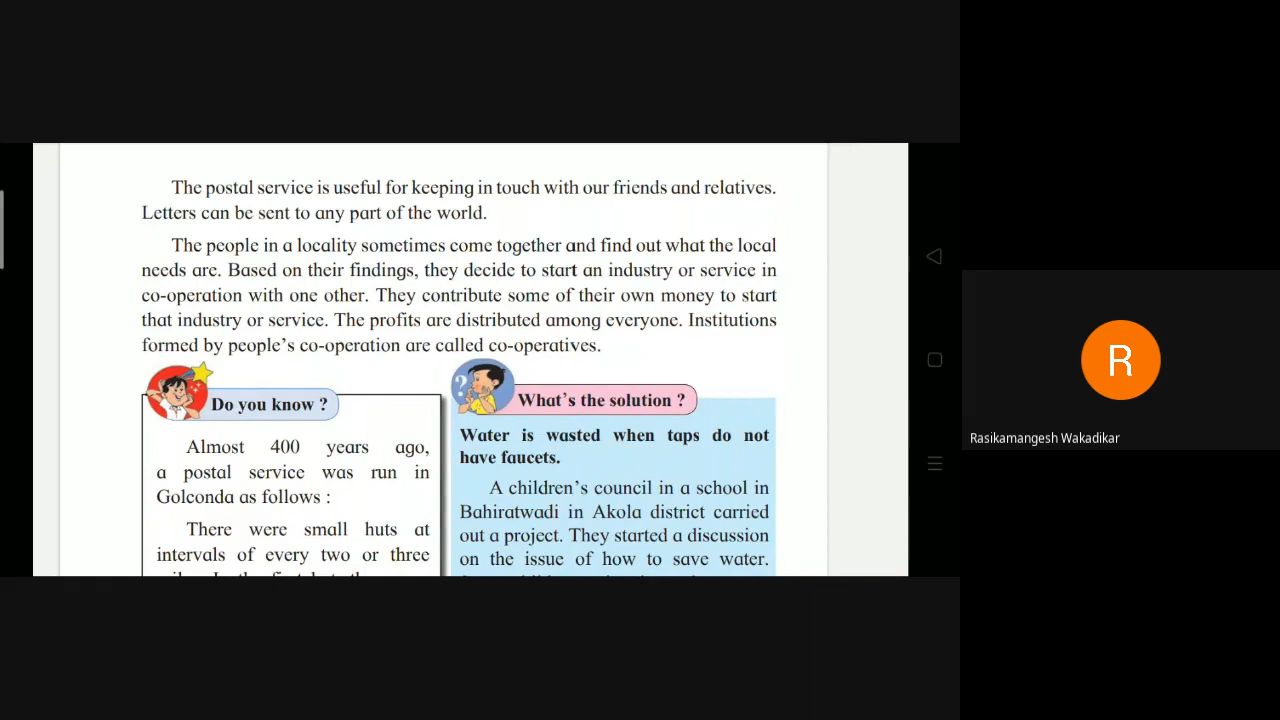 The postal service is useful for keeping in touch with our friends and relatives.
Letters can be sent to any part of the world.
The people in a locality sometimes come together and find out what the local
needs are. Based on their findings, they decide to start an industry or service in
co-operation with one other. They contribute some of their own money to start
that industry or service. The profits are distributed among everyone. Institutions
formed by people's co-operation are called co-operatives.
Do you know ?
Almost 400 years ago,
a postal service was run in
Golconda as follows :
There were small huts at
intervals of every two or three
?
What's the solution ?
Water is wasted when taps do not
have faucets.
A children's council in a school in
Bahiratwadi in Akola district carried
out a project. They started a discussion
on the issue of how to save water.
R
Rasikamangesh Wakadikar